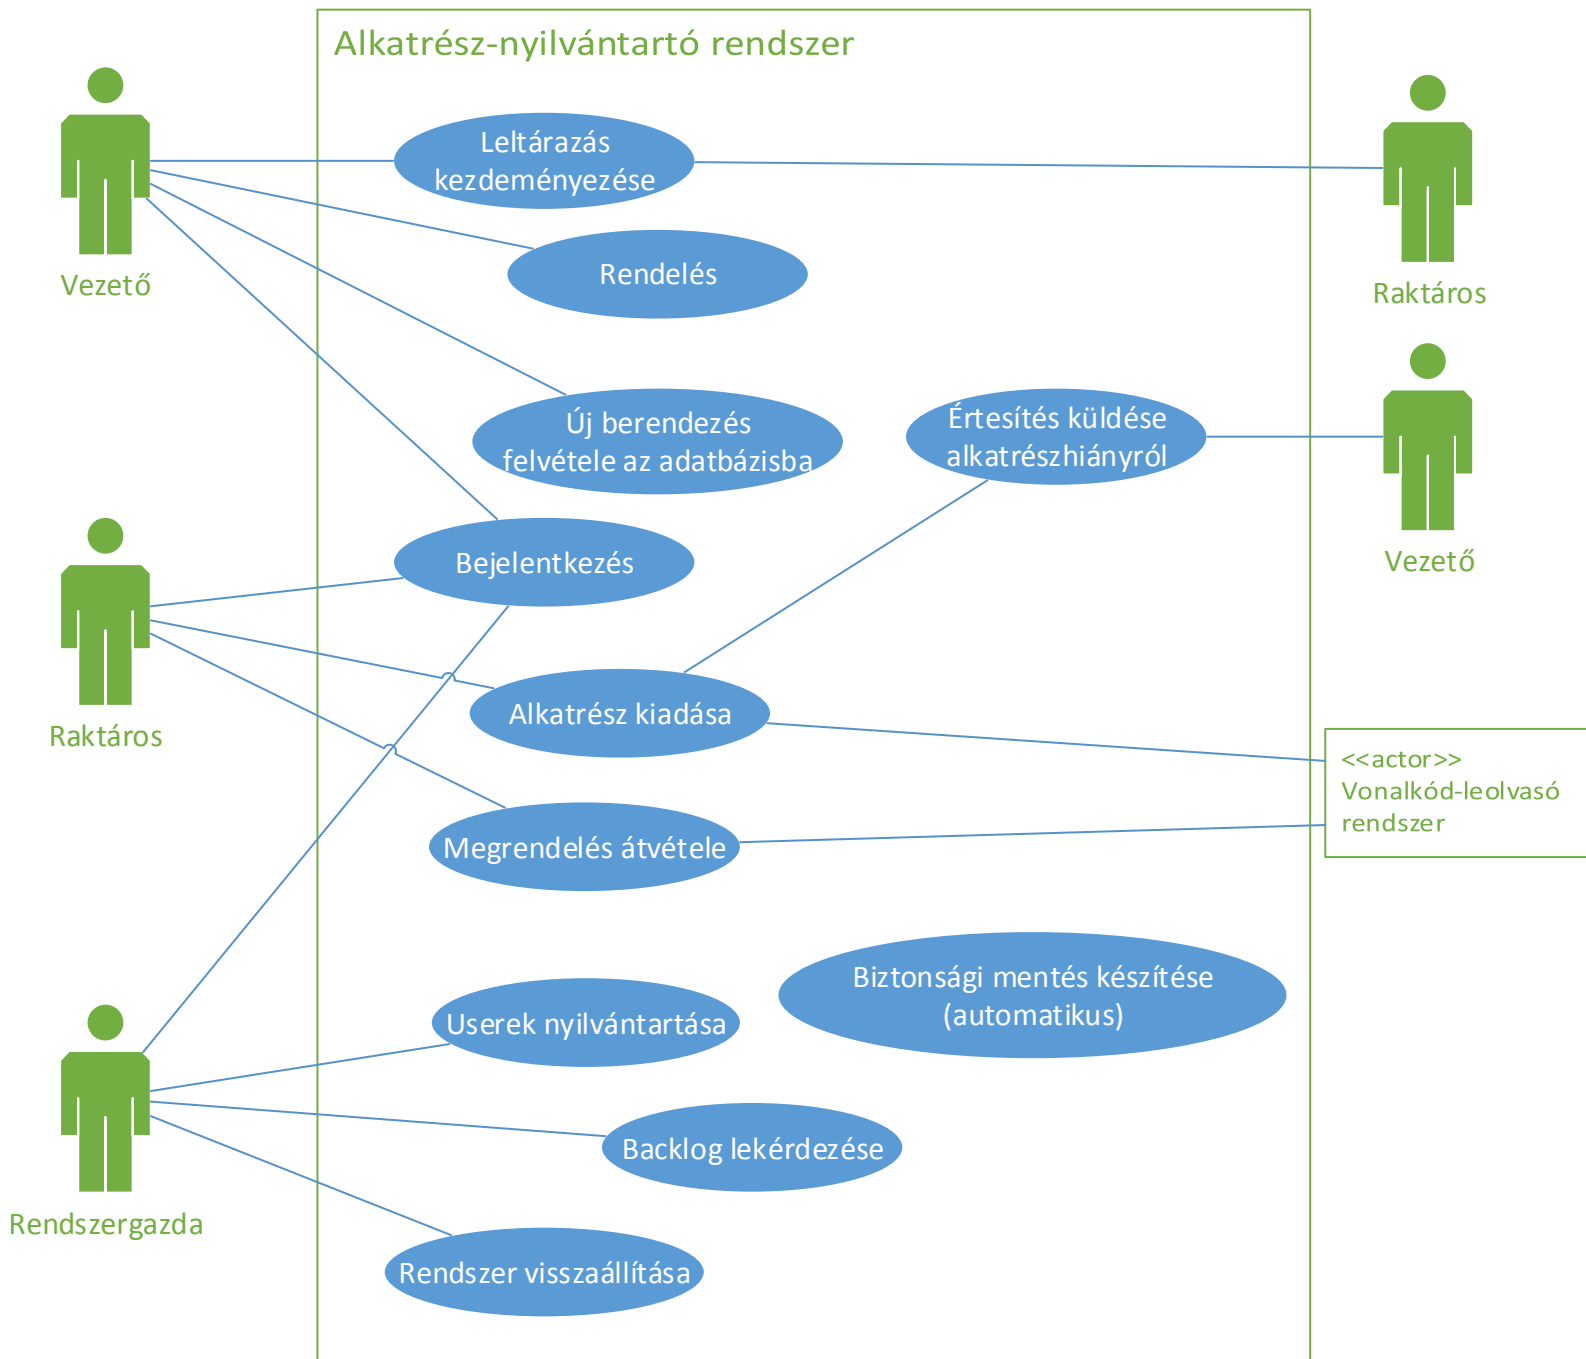 Alkatrész-nyilvántartó rendszer
Leltárazás
kezdeményezése
Vezető
Rendelés
Raktáros
Új berendezés
felvétele az adatbázisba
Értesítés küldése
alkatrészhiányról
Vezető
Bejelentkezés
Raktáros
Alkatrész kiadása
<<actor>>
Vonalkód-leolvasó
rendszer
Megrendelés átvétele
Biztonsági mentés készítése
(automatikus)
Userek nyilvántartása
Backlog lekérdezése
Rendszergazda
Rendszer visszaállítása